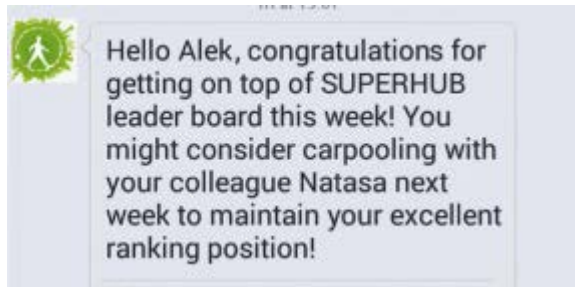 Hello Alek, congratulations for
getting on top of SUPERHUB
leader board this week! You
might consider carpooling with
your colleague Natasa next
week to maintain your excellent
ranking position!